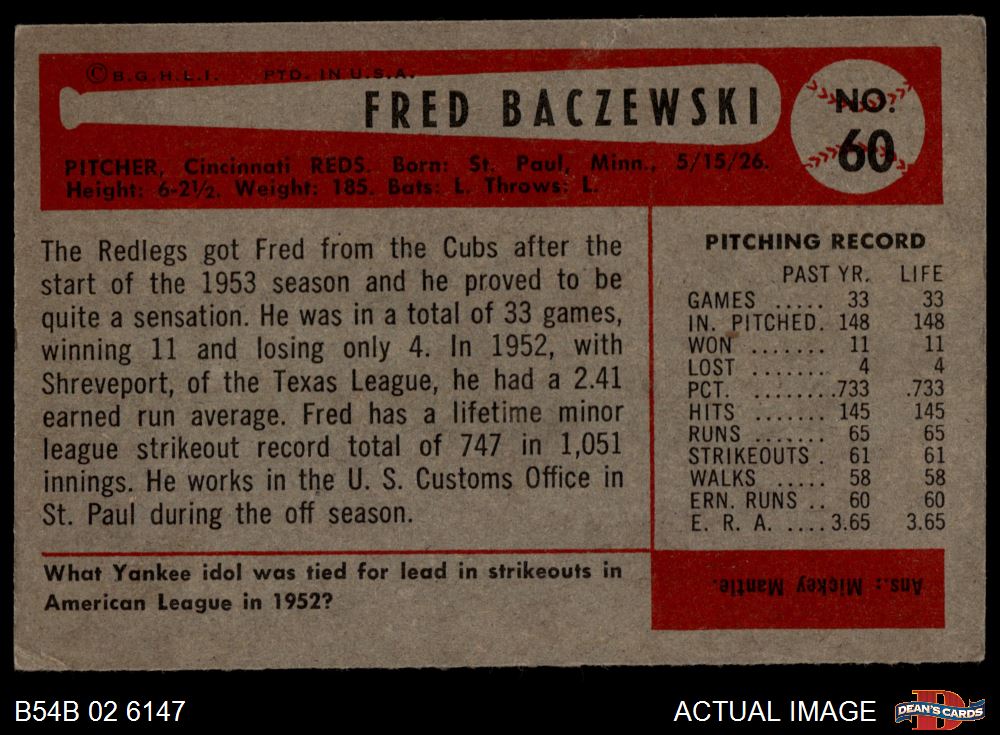 ©B.G.H.L.I. PTD. IN U.S.A.
FRED BACZEWSKI
NO.
60
PITCHER, Cincinnati REDS. Born: St. Paul, Minn., 5/15/26.
Height: 6-2½. Weight: 185. Bats: L. Throws: L.
The Redlegs got Fred from the Cubs after the
start of the 1953 season and he proved to be
quite a sensation. He was in a total of 33 games,
winning 11 and losing only 4. In 1952, with
Shreveport, of the Texas League, he had a 2.41
earned run average. Fred has a lifetime minor
league strikeout record total of 747 in 1,051
innings. He works in the U. S. Customs Office in
St. Paul during the off season.
What Yankee idol was tied for lead in strikeouts in
American League in 1952?
PITCHING RECORD
PAST YR. LIFE
GAMES ..... 33 33
IN. PITCHED. 148 148
WON ....... 11 11
LOST ....... 4 4
PCT. ........733 .733
HITS ....... 145 145
RUNS ....... 65 65
STRIKEOUTS . 61 61
WALKS ..... 58 58
ERN. RUNS .. 60 60
E. R. A. ....3.65 3.65
Ans.: Mickey Mantle.
B54B 02 6147
ACTUAL IMAGE
D
DEAN'S CARDS